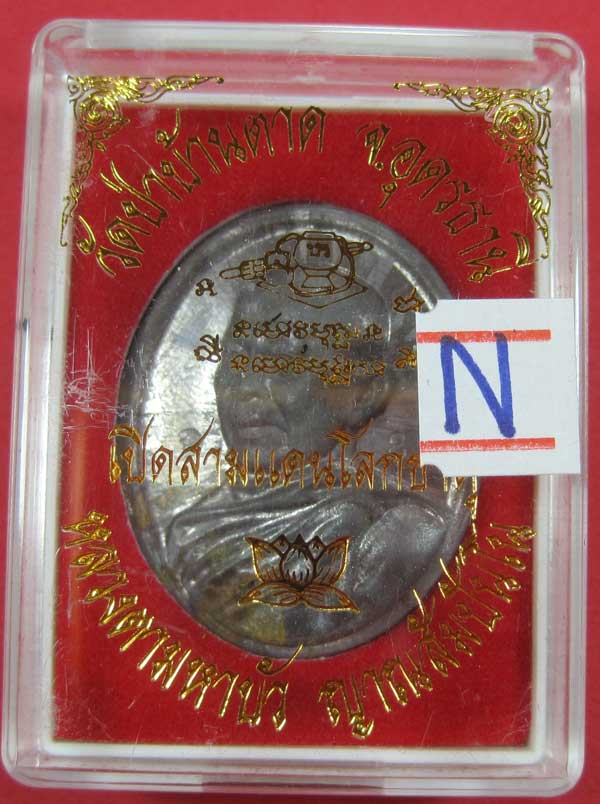 วัดป่าบ้านตาด จ.อุดรธานี
N
เปิดสามแดนโลกธาตุ
หลวงตามหาบัว ญาณสัมปันโน